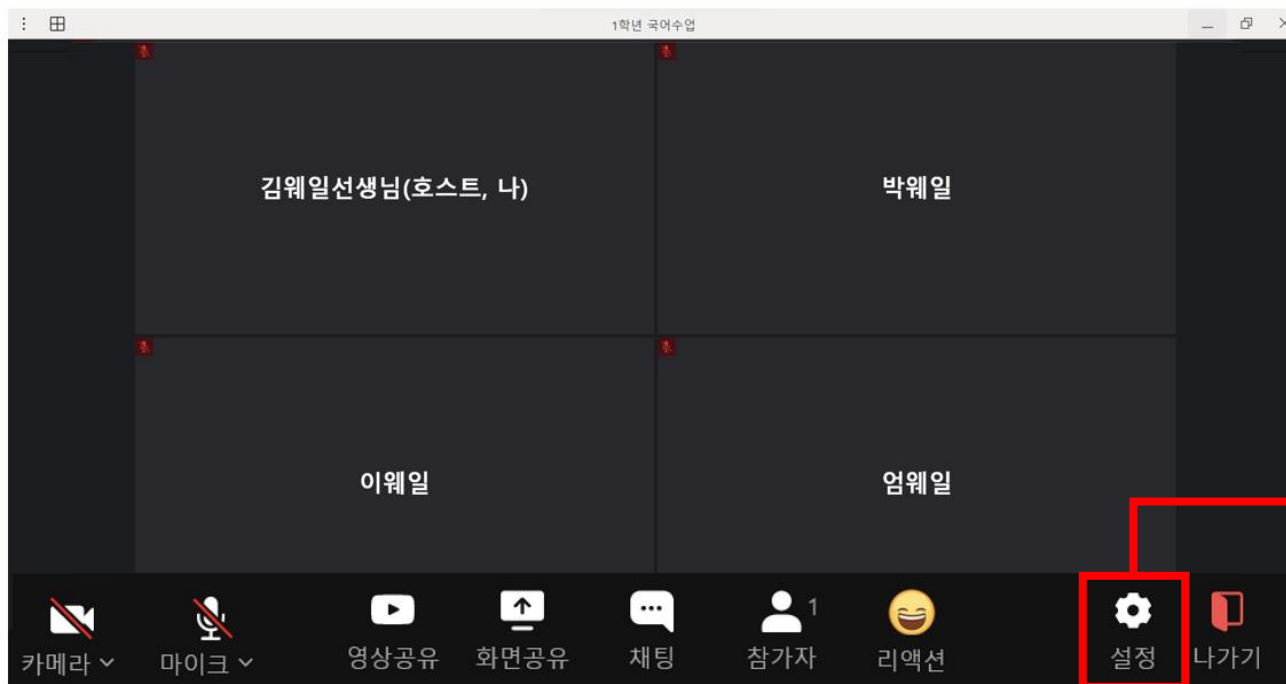 1학년 국어수업
김웨일선생님(호스트, 나)
박웨일
이웨일
엄웨일
카메라
마이크
영상공유
화면공유
채팅
1
참가자
리액션
설정
나가기